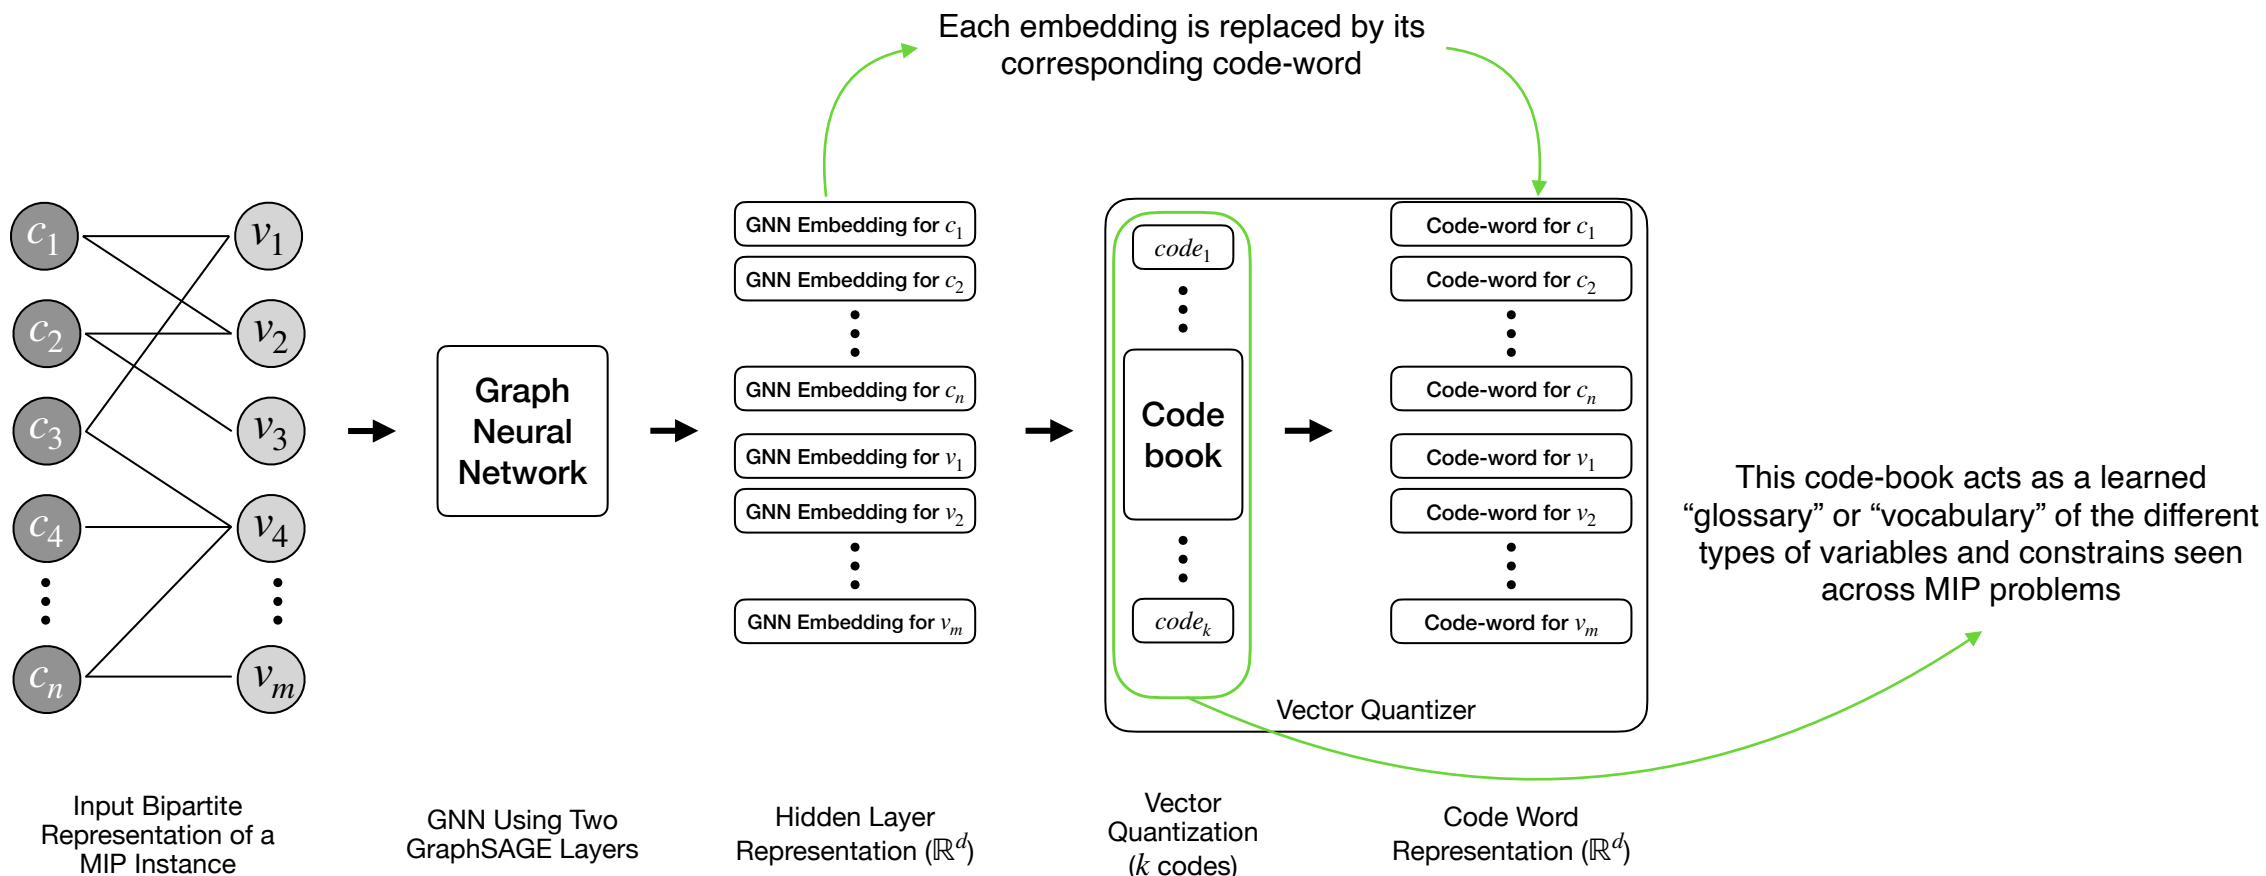 Each embedding is replaced by its
corresponding code-word
c1
c2
c3
c4
cn
v1
v2
v3
v4
vm
Graph
Neural
Network
GNN Embedding for c1
GNN Embedding for c2
GNN Embedding for cn
GNN Embedding for v1
GNN Embedding for v2
GNN Embedding for vm
code1
Code
book
codek
Code-word for c1
Code-word for c2
Code-word for cn
Code-word for v1
Code-word for v2
Code-word for vm
Vector Quantizer
This code-book acts as a learned
“glossary” or “vocabulary” of the different
types of variables and constrains seen
across MIP problems
Input Bipartite
Representation of a
MIP Instance
GNN Using Two
GraphSAGE Layers
Hidden Layer
Representation (ℝ^d)
Vector
Quantization
(k codes)
Code Word
Representation (ℝ^d)